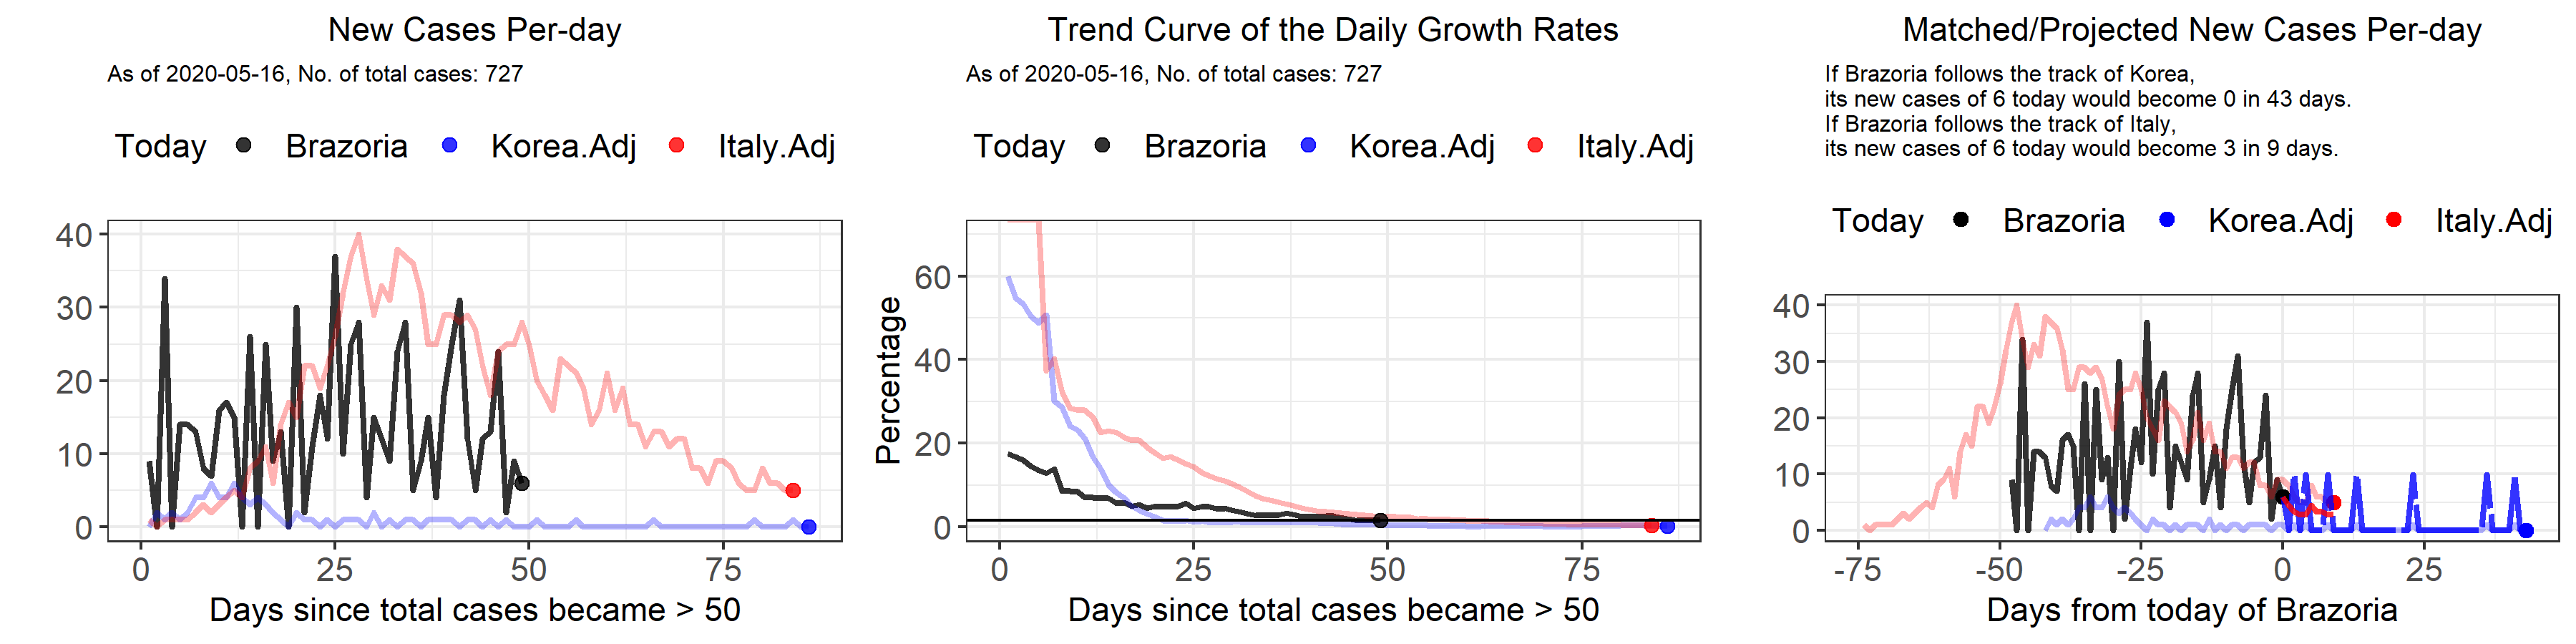 New Cases Per-day
As of 2020-05-16, No. of total cases: 727
Today Brazoria Korea.Adj Italy.Adj
40
30
20
10
0
0 25 50 75
Days since total cases became > 50
Trend Curve of the Daily Growth Rates
As of 2020-05-16, No. of total cases: 727
Today Brazoria Korea.Adj Italy.Adj
Percentage
60
40
20
0
0 25 50 75
Days since total cases became > 50
Matched/Projected New Cases Per-day
If Brazoria follows the track of Korea,
its new cases of 6 today would become 0 in 43 days.
If Brazoria follows the track of Italy,
its new cases of 6 today would become 3 in 9 days.
Today Brazoria Korea.Adj Italy.Adj
40
30
20
10
0
-75 -50 -25 0 25
Days from today of Brazoria